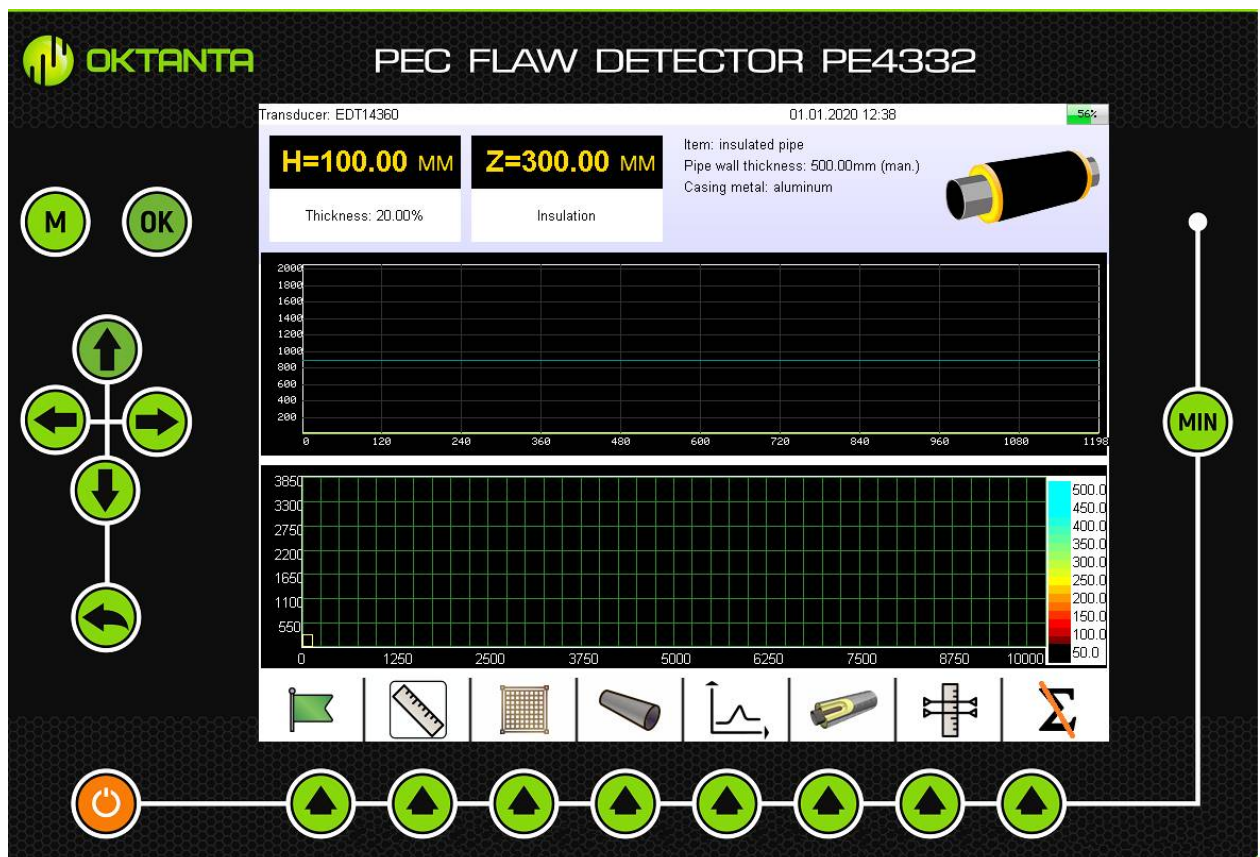 OKTANTA
PEC FLAW DETECTOR PE4332
Transducer: EDT14360
01.01.2020 12:38
56%
H=100.00 MM
Thickness: 20.00%
Z=300.00 MM
Insulation
Item: insulated pipe
Pipe wall thickness: 500.00mm (man.)
Casing metal: aluminum
M
OK
2000
1800
1600
1400
1200
1000
800
600
400
200
0 120 240 360 480 600 720 840 960 1080 1198
MIN
3850
3300
2750
2200
1650
1100
550
0 1250 2500 3750 5000 6250 7500 8750 10000
500.0
450.0
400.0
350.0
300.0
250.0
200.0
150.0
100.0
50.0
Σ